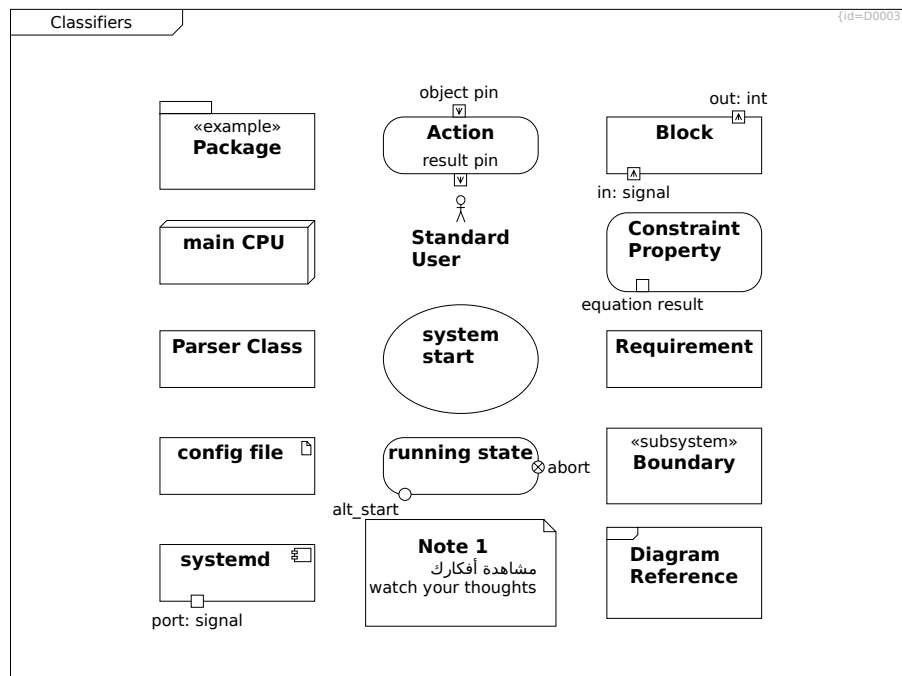 Classifiers
{id=D0003
object pin
out: int
«example»
Package
Action
result pin
Block
in: signal
main CPU
Standard
User
Constraint
Property
equation result
Parser Class
system
start
Requirement
config file
running state
abort
alt_start
«subsystem»
Boundary
systemd
port: signal
Note 1
مشاهدة أفكارك
watch your thoughts
Diagram
Reference